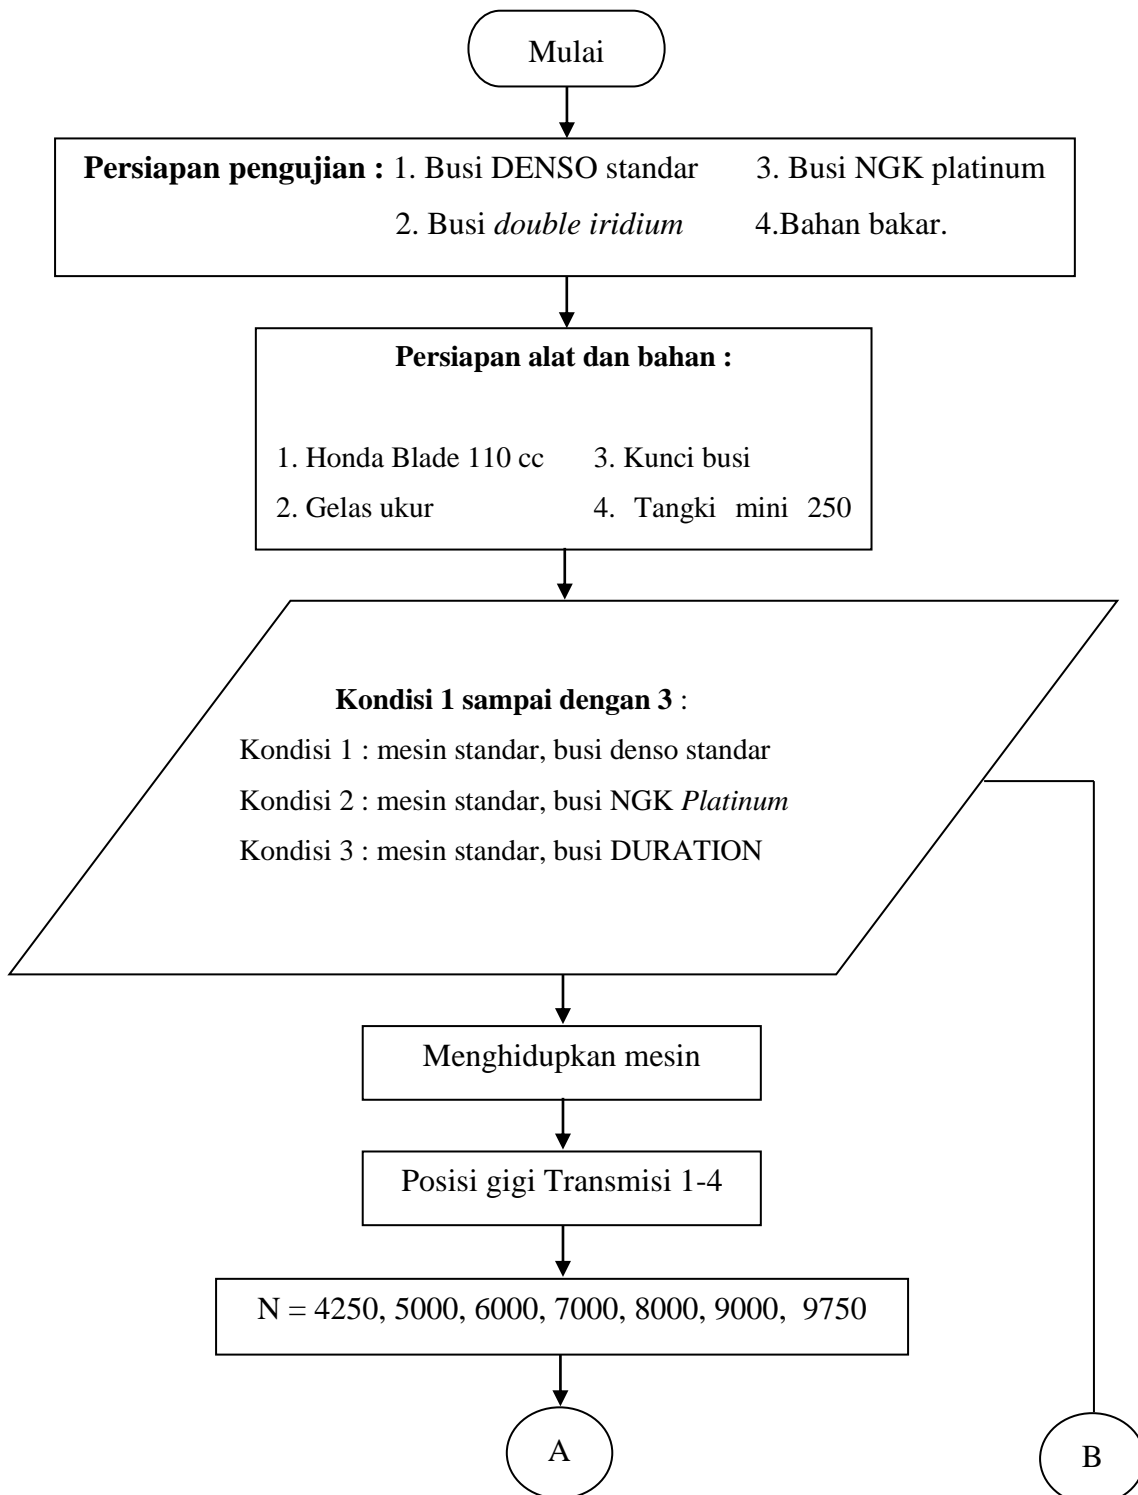 Mulai
Persiapan pengujian : 1. Busi DENSO standar 3. Busi NGK platinum
2. Busi double iridium 4.Bahan bakar.
Persiapan alat dan bahan :
1. Honda Blade 110 cc 3. Kunci busi
2. Gelas ukur 4. Tangki mini 250
Kondisi 1 sampai dengan 3 :
Kondisi 1 : mesin standar, busi denso standar
Kondisi 2 : mesin standar, busi NGK Platinum
Kondisi 3 : mesin standar, busi DURATION
Menghidupkan mesin
Posisi gigi Transmisi 1-4
N = 4250, 5000, 6000, 7000, 8000, 9000, 9750
A
B